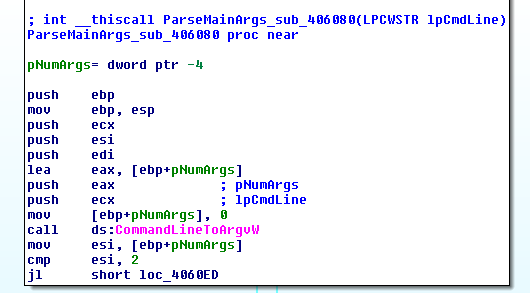 ; int __thiscall ParseMainArgs_sub_406080(LPCWSTR lpCmdLine)
ParseMainArgs_sub_406080 proc near
pNumArgs= dword ptr -4
push ebp
mov ebp, esp
push ecx
push esi
push edi
lea eax, [ebp+pNumArgs]
push eax ; pNumArgs
push ecx ; lpCmdLine
mov [ebp+pNumArgs], 0
call ds:CommandLineToArgvW
mov esi, [ebp+pNumArgs]
cmp esi, 2
jl short loc_4060ED